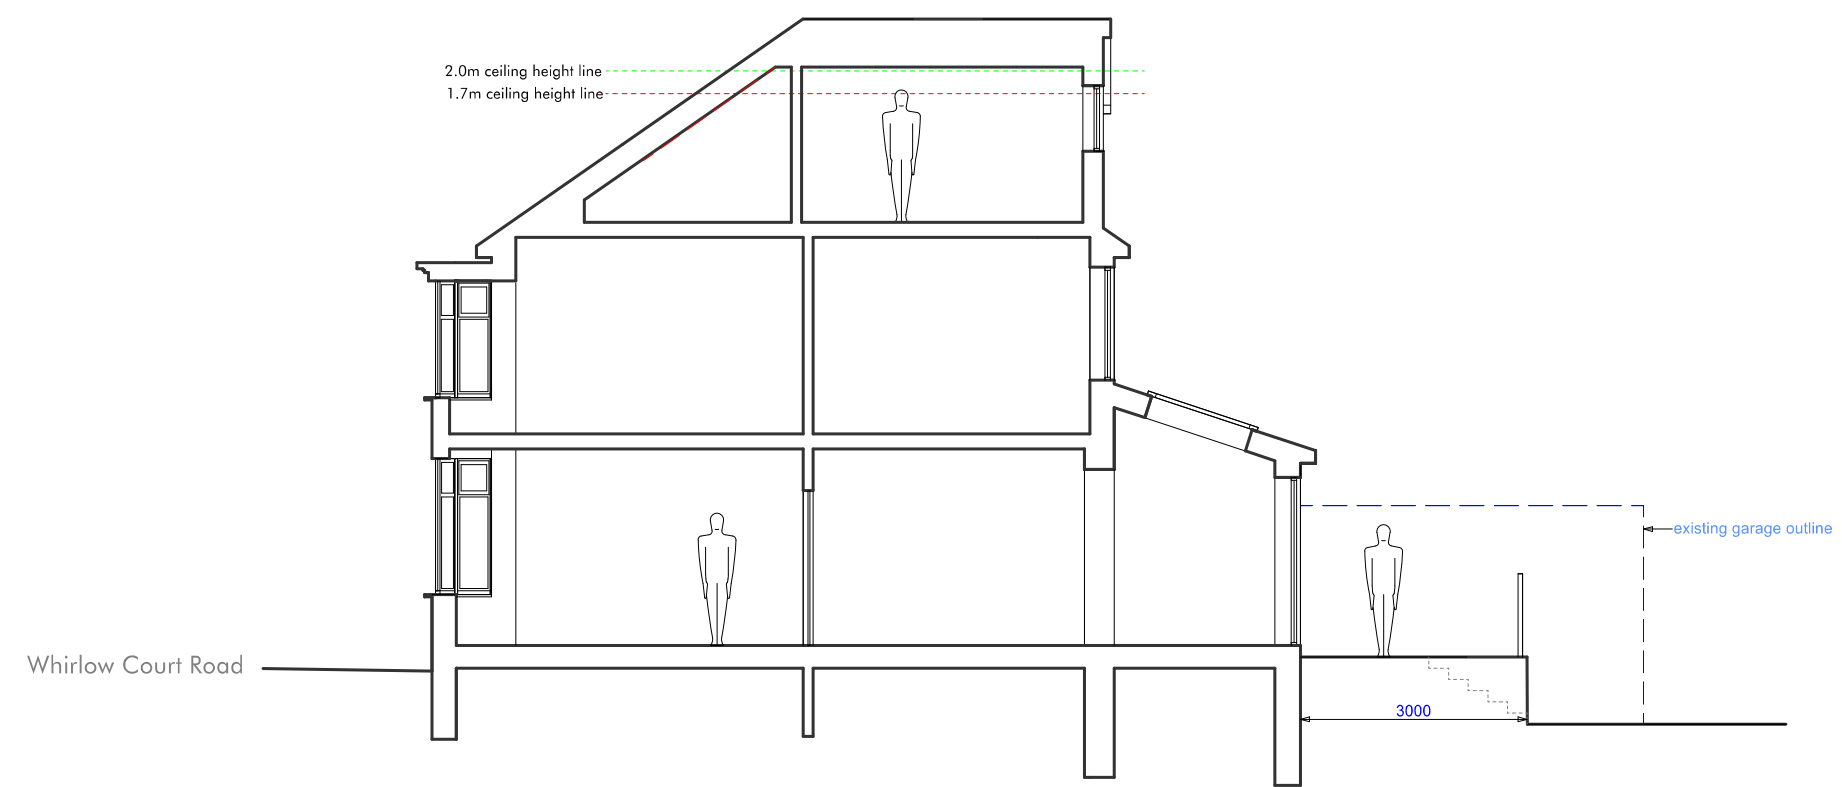 2.0m ceiling height line
1.7m ceiling height line
existing garage outline
Whirlow Court Road
3000